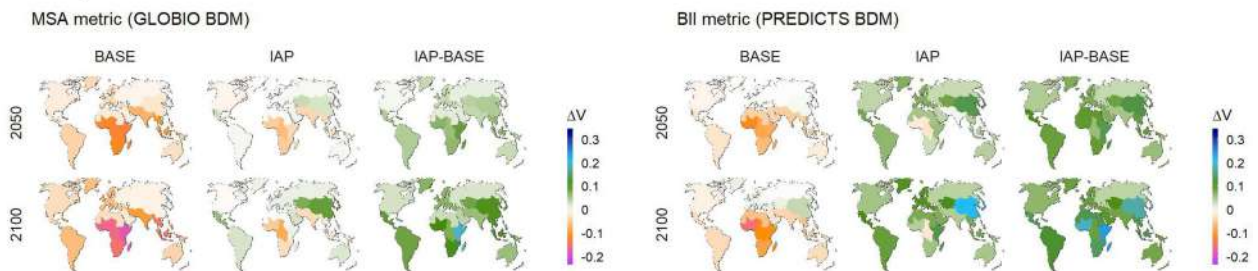 MSA metric (GLOBIO BDM)
BASE IAP IAP-BASE
2050
2100
ΔV
0.3
0.2
0.1
0
-0.1
-0.2
BII metric (PREDICTS BDM)
BASE IAP IAP-BASE
2050
2100
ΔV
0.3
0.2
0.1
0
-0.1
-0.2